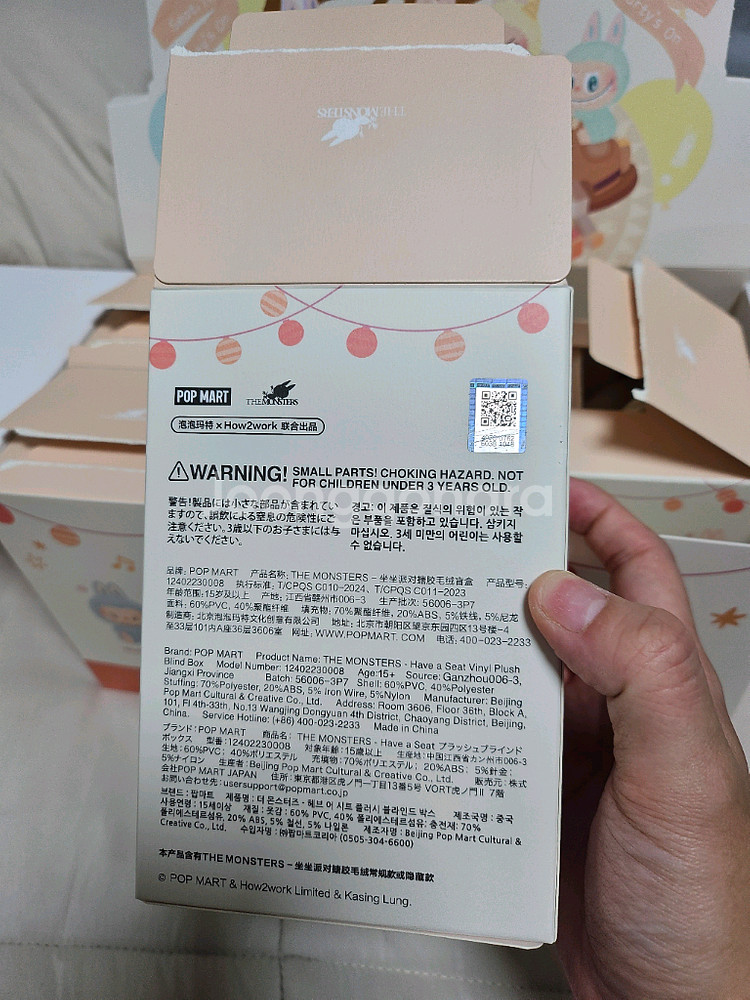 Seat's On
Party's On
THE MONSTERS
POP MART
THE MONSTERS
泡泡玛特 × How2work 联合出品
WARNING! SMALL PARTS! CHOKING HAZARD. NOT
FOR CHILDREN UNDER 3 YEARS OLD.
警告!製品には小さな部品が含まれてい
ますので、誤飲による窒息の危険性にご
注意ください。3歳以下のお子さまには与
えないでください。
경고: 이 제품은 질식의 위험이 있는 작
은 부품을 포함하고 있습니다. 삼키지
마십시오. 3세 미만의 어린이는 사용할
수 없습니다.
品牌: POP MART 产品名称: THE MONSTERS – 坐坐派对搪胶毛绒盲盒 产品型号:
12402230008 执行标准: T/CPQS C010-2024, T/CPQS C011-2023
年龄范围:15岁及以上 产地: 江西省赣州市006-3 生产批次: 56006-3P7
面料: 60%PVC, 40%聚酯纤维 填充物: 70%聚酯纤维, 20%ABS, 5%铁线, 5%尼龙
制造商: 北京泡泡玛特文化创意有限公司 地址: 北京市朝阳区望京东园四区13号楼-4
至33层101内A座36层3606室 网址: WWW.POPMART.COM 电话: 400-023-2233
Brand: POP MART Product Name: THE MONSTERS - Have a Seat Vinyl Plush
Blind Box Model Number: 12402230008 Age:15+ Source: Ganzhou006-3,
Jiangxi Province Batch: 56006-3P7 Shell: 60%PVC, 40%Polyester
Stuffing: 70%Polyester, 20%ABS, 5% Iron Wire, 5%Nylon Manufacturer: Beijing
Pop Mart Cultural & Creative Co., Ltd. Address: Room 3606, Floor 36th, Block A,
101, Fl 4th-33th, No.13 Wangjing Dongyuan 4th District, Chaoyang District, Beijing,
China. Service Hotline: (+86) 400-023-2233 Made in China
ブランド: POP MART 商品名: THE MONSTERS - Have a Seat プラッシュブラインド
ボックス 型番:12402230008 対象年齢:15歳以上 生産地:中国江西省カン州市006-3
生地:60%PVC; 40%ポリエステル 充填物:70%ポリエステル; 20%ABS; 5%針金;
5%ナイロン 生産者:Beijing Pop Mart Cultural & Creative Co., Ltd. 販売元: 株式
会社POP MART JAPAN 住所: 東京都港区虎ノ門一丁目13番5号 VORT虎ノ門II 7階
お問い合わせ先: usersupport@popmart.co.jp
브랜드: 팝마트 제품명: 더 몬스터즈 - 해브 어 시트 플러시 블라인드 박스 제조국명: 중국
사용연령: 15세이상 재질: 옷감: 60% PVC, 40% 폴리에스테르섬유; 충전재: 70%
폴리에스테르섬유, 20% ABS, 5% 철선, 5% 나일론 제조자명: Beijing Pop Mart Cultural &
Creative Co., Ltd. 수입자명: ㈜팝마트코리아 (0505-304-6600)
本产品含有THE MONSTERS – 坐坐派对搪胶毛绒常规款或隐藏款
© POP MART & How2work Limited & Kasing Lung.